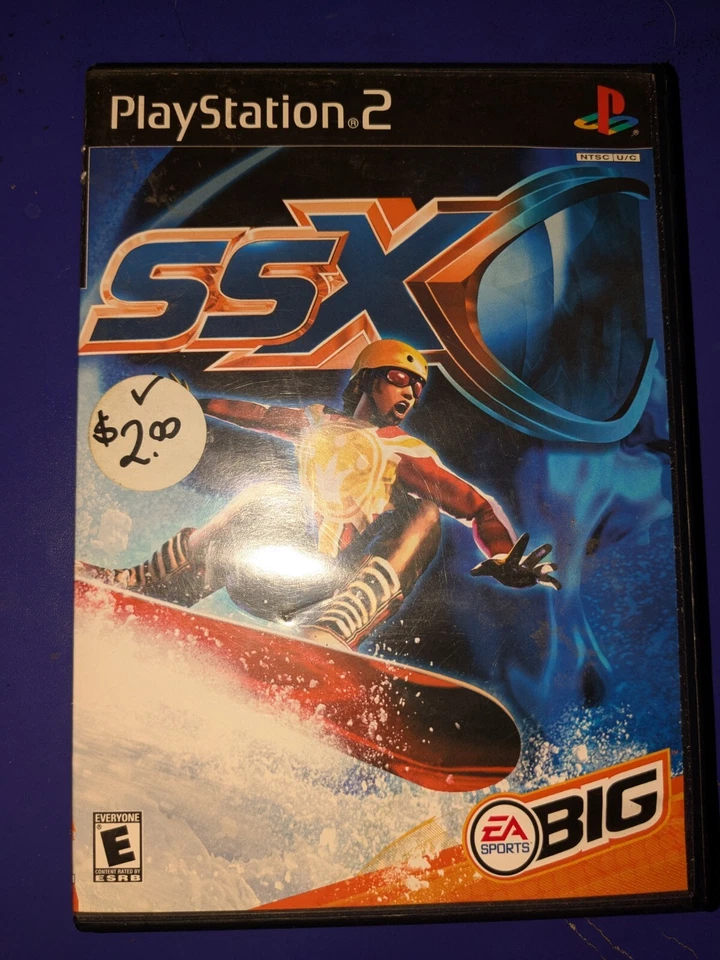 PlayStation®2
NTSC U/C
SSX
✓
$2.00
EVERYONE
E
CONTENT RATED BY
ESRB
EA
SPORTS
BIG